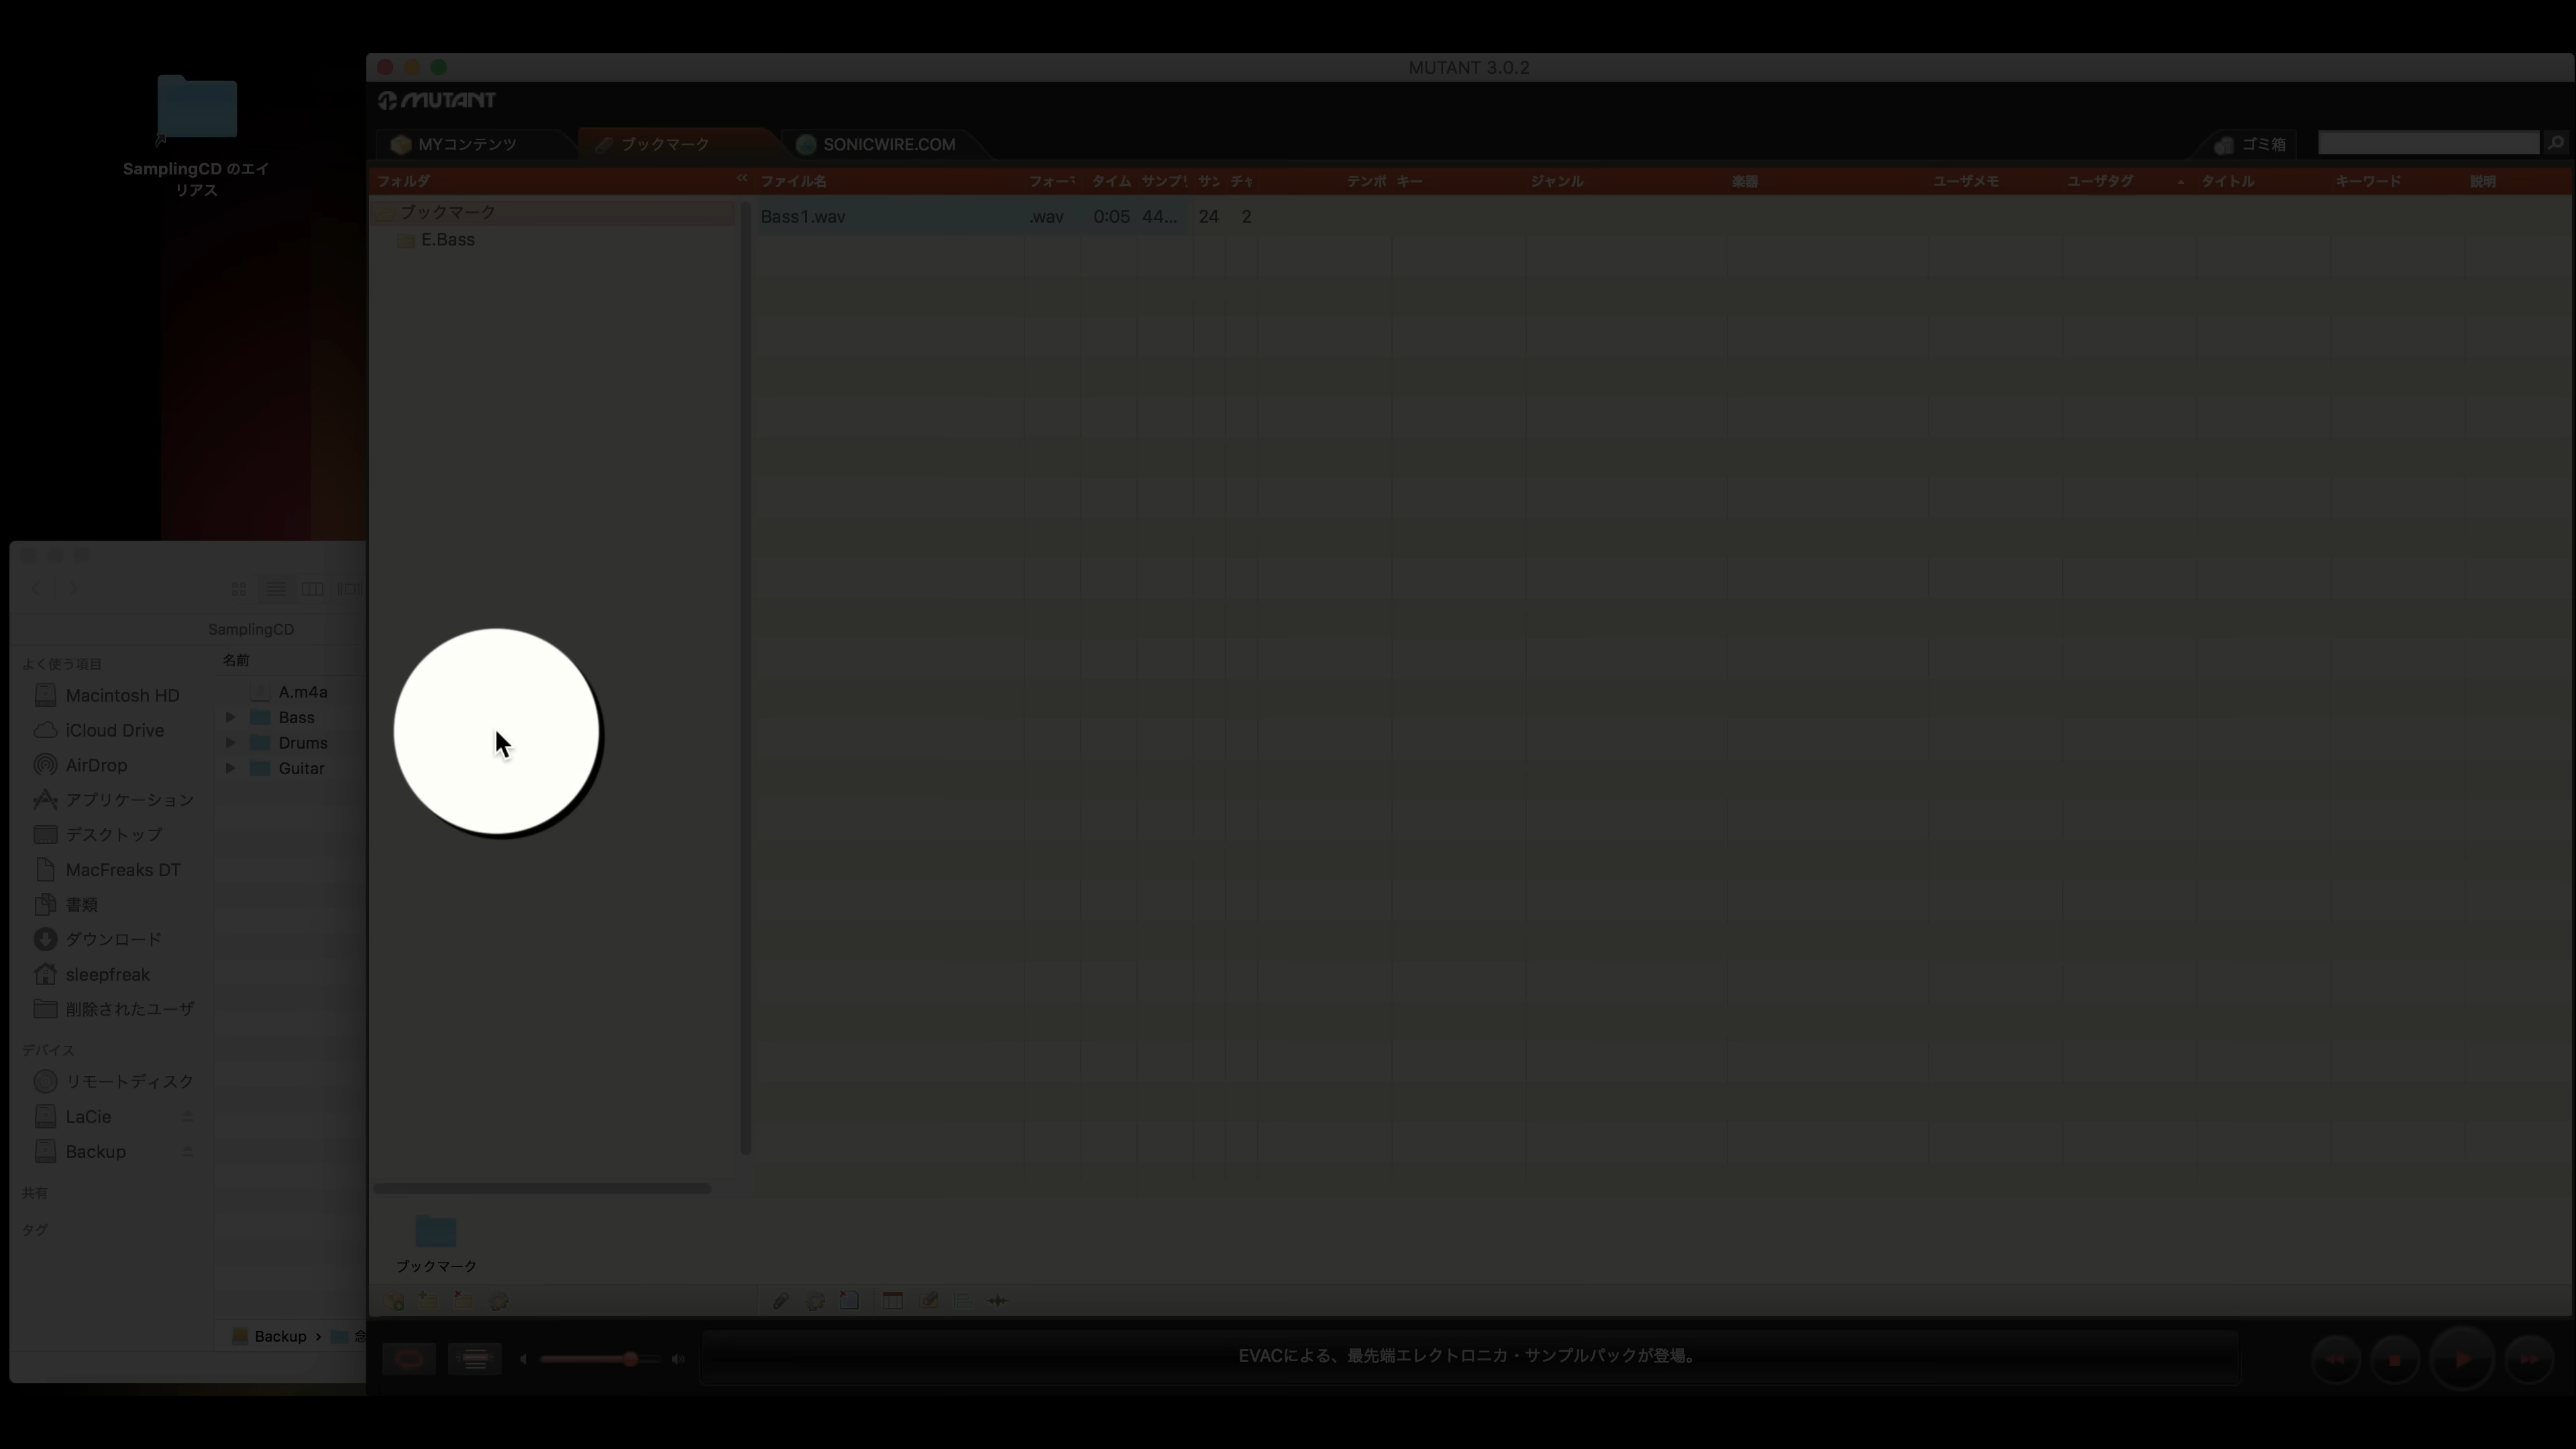 SamplingCD のエイ
リアス
MUTANT 3.0.2
MUTANT
MYコンテンツ
ブックマーク
SONICWIRE.COM
ゴミ箱
フォルダ
ファイル名
タイム
テンポ
キー
ジャンル
楽器
ユーザメモ
ユーザタグ
タイトル
キーワード
説明
ブックマーク
E.Bass
Bass1.wav
.wav
0:05
44...
24
2
SamplingCD
よく使う項目
Macintosh HD
iCloud Drive
AirDrop
アプリケーション
デスクトップ
MacFreaks DT
書類
ダウンロード
sleepfreak
削除されたユーザ
デバイス
リモートディスク
LaCie
Backup
共有
タグ
名前
A.m4a
Bass
Drums
Guitar
Backup
ブックマーク
EVACによる、最先端エレクトロニカ・サンプルパックが登場。